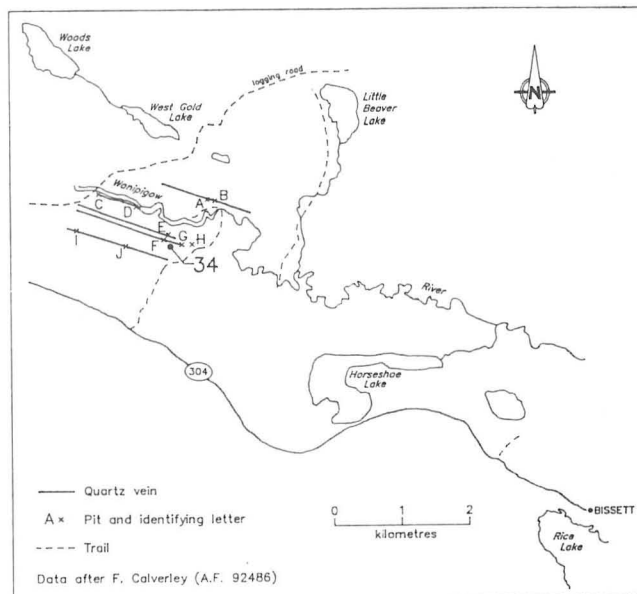 Woods
Lake
logging road
N
West Gold
Lake
Little
Beaver
Lake
Wanipigow
A
B
C
D
E
F
G
H
I
J
34
River
304
Horseshoe
Lake
Quartz vein
A × Pit and identifying letter
Trail
0 1 2
kilometres
BISSETT
Rice
Lake
Data after F. Calverley (A.F. 92486)